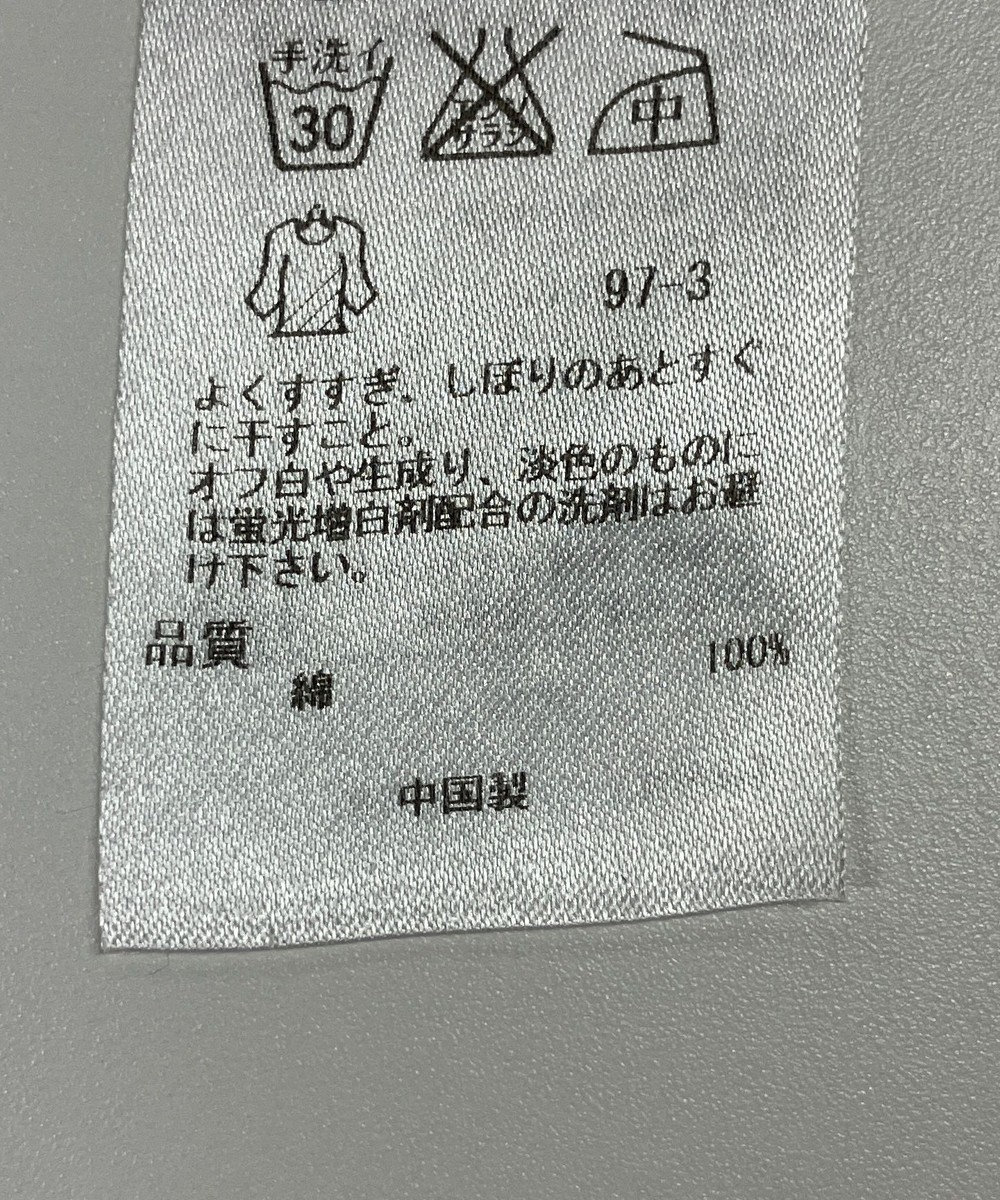 手洗イ
30
エンソ
サラシ
中
97-3
よくすすぎ、しぼりのあとすぐ
に干すこと。
オフ白や生成り、淡色のものに
は蛍光増白剤配合の洗剤はお避
け下さい。
品質
綿 100%
中国製